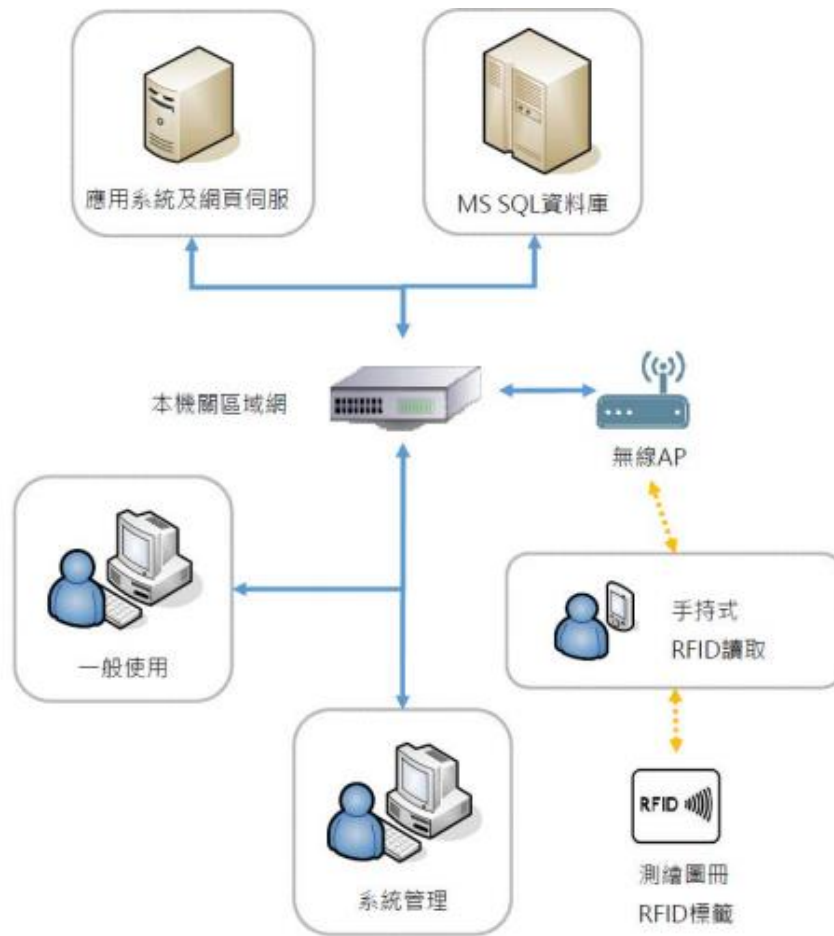 應用系統及網頁伺服
MS SQL資料庫
本機關區域網
無線AP
一般使用
手持式
RFID讀取
系統管理
RFID
測繪圖冊
RFID標籤